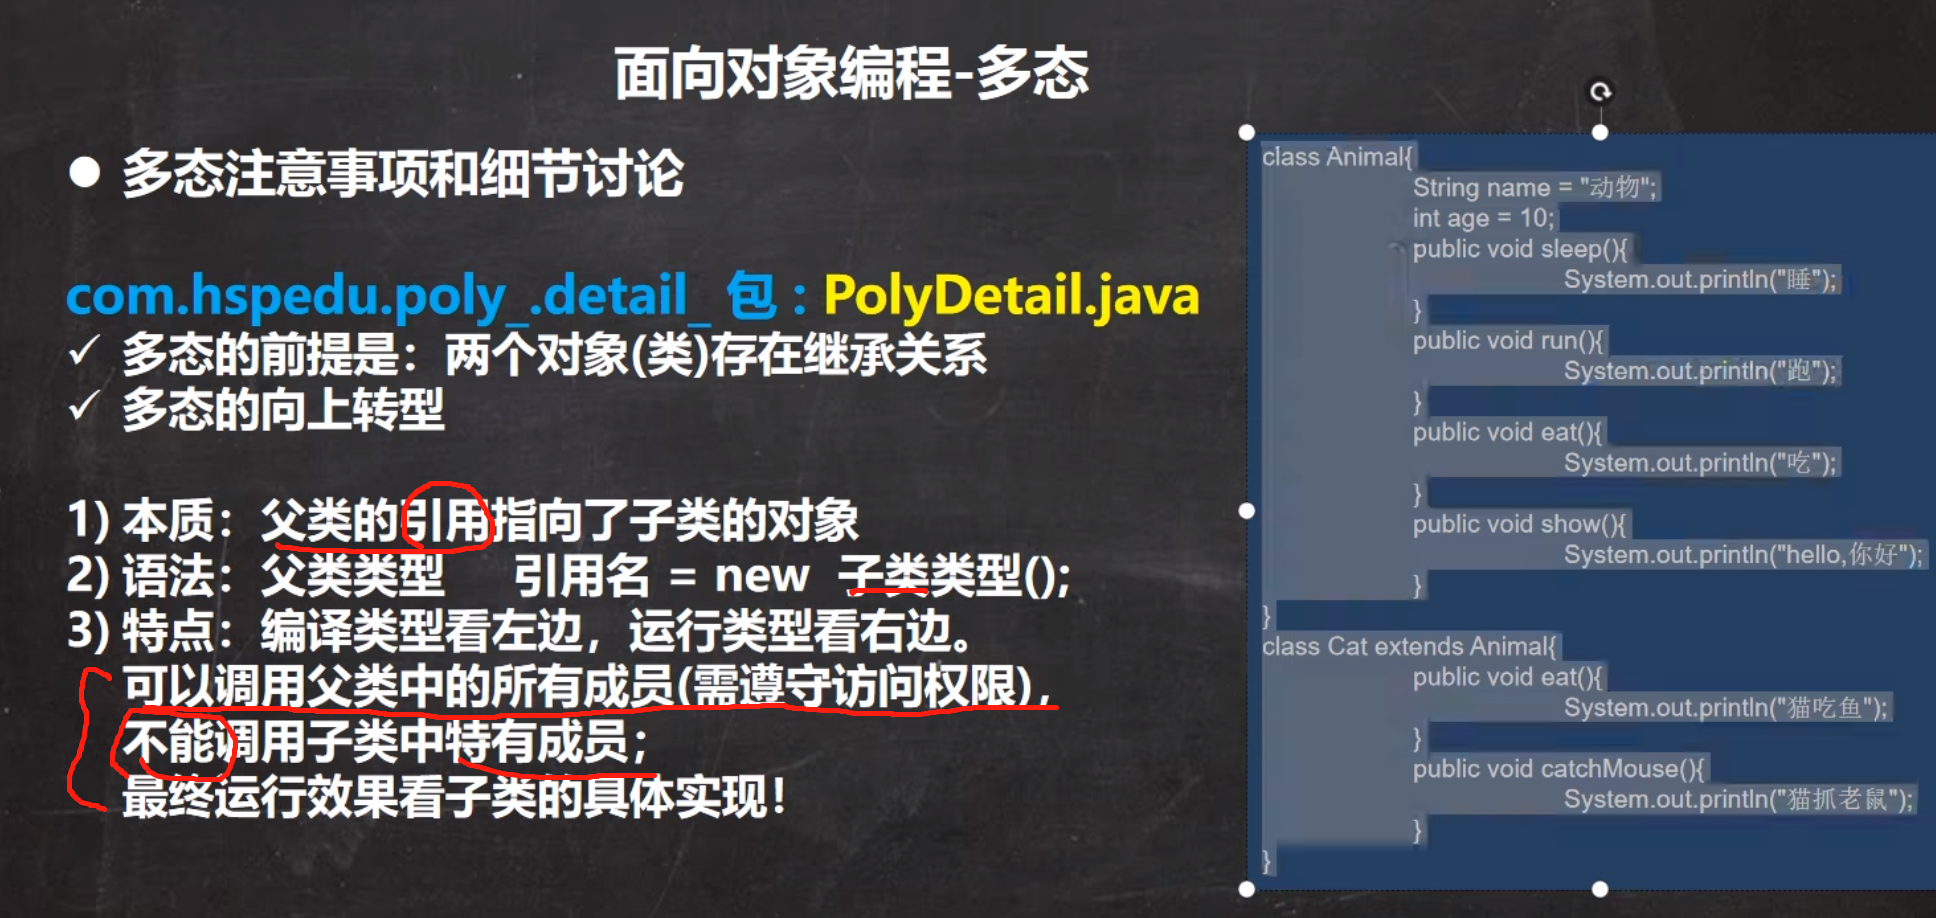 面向对象编程-多态
● 多态注意事项和细节讨论
com.hspedu.poly_.detail_ 包 : PolyDetail.java
✓ 多态的前提是：两个对象(类)存在继承关系
✓ 多态的向上转型
1) 本质：父类的引用指向了子类的对象
2) 语法：父类类型 引用名 = new 子类类型();
3) 特点：编译类型看左边，运行类型看右边。
可以调用父类中的所有成员(需遵守访问权限)，
不能调用子类中特有成员；
最终运行效果看子类的具体实现！
class Animal{
String name = "动物";
int age = 10;
public void sleep(){
System.out.println("睡");
}
public void run(){
System.out.println("跑");
}
public void eat(){
System.out.println("吃");
}
public void show(){
System.out.println("hello,你好");
}
}
class Cat extends Animal{
public void eat(){
System.out.println("猫吃鱼");
}
public void catchMouse(){
System.out.println("猫抓老鼠");
}
}